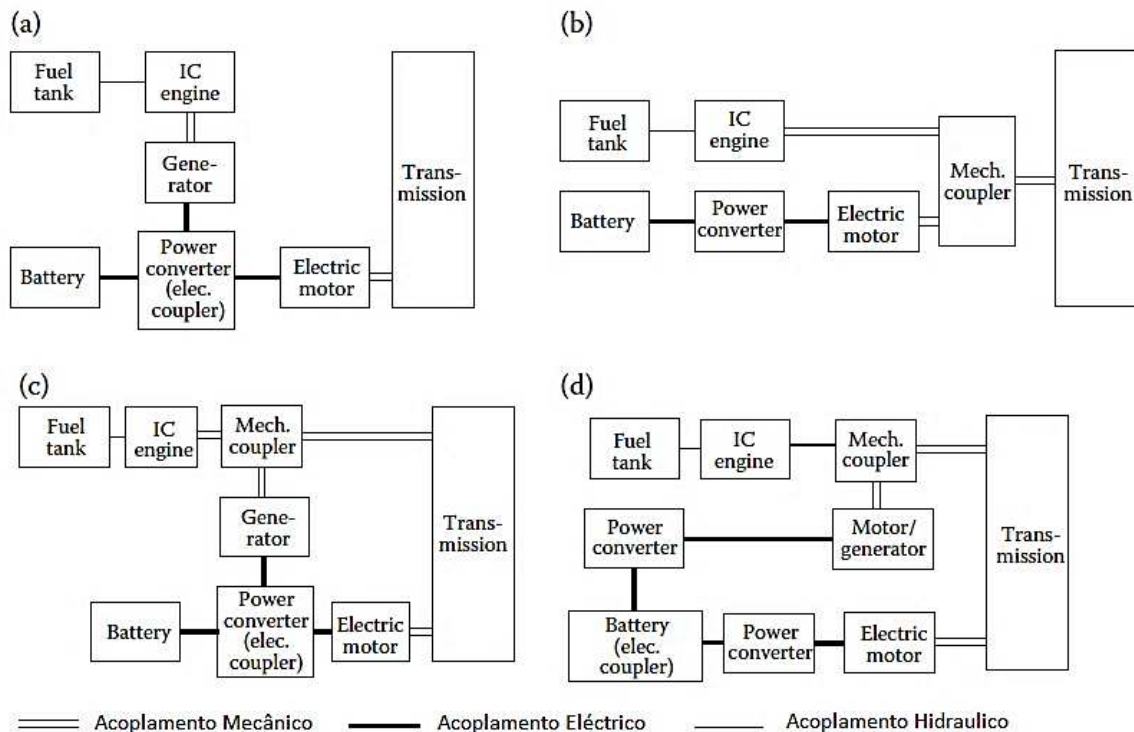 (a)
Fuel
tank
IC
engine
Gene-
rator
Battery
Power
converter
(elec.
coupler)
Electric
motor
Trans-
mission
(b)
Fuel
tank
IC
engine
Battery
Power
converter
Electric
motor
Mech.
coupler
Trans-
mission
(c)
Fuel
tank
IC
engine
Mech.
coupler
Gene-
rator
Battery
Power
converter
(elec.
coupler)
Electric
motor
Trans-
mission
(d)
Fuel
tank
IC
engine
Mech.
coupler
Power
converter
Motor/
generator
Battery
(elec.
coupler)
Power
converter
Electric
motor
Trans-
mission
Acoplamento Mecânico
Acoplamento Eléctrico
Acoplamento Hidraulico